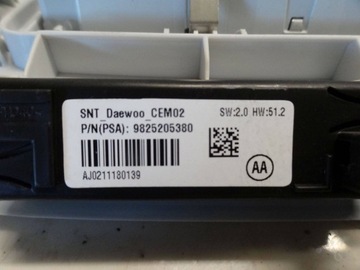 SNT_Daewoo_CEM02
SW:2.0 HW:51.2
P/N(PSA): 9825205380
AA
AJ0211180139